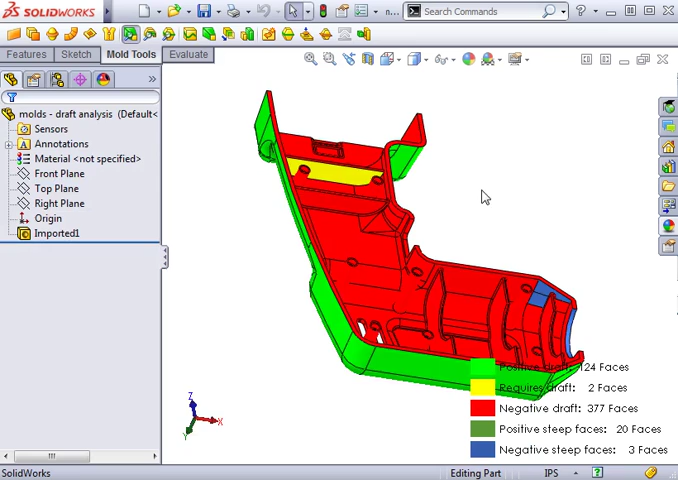 SOLIDWORKS
n...
Search Commands
Features
Sketch
Mold Tools
Evaluate
molds - draft analysis (Default<
Sensors
A Annotations
Material <not specified>
Front Plane
Top Plane
Right Plane
Origin
Imported1
Positive draft: 124 Faces
Requires draft: 2 Faces
Negative draft: 377 Faces
Positive steep faces: 20 Faces
Negative steep faces: 3 Faces
Z
X
Y
SolidWorks
Editing Part
IPS